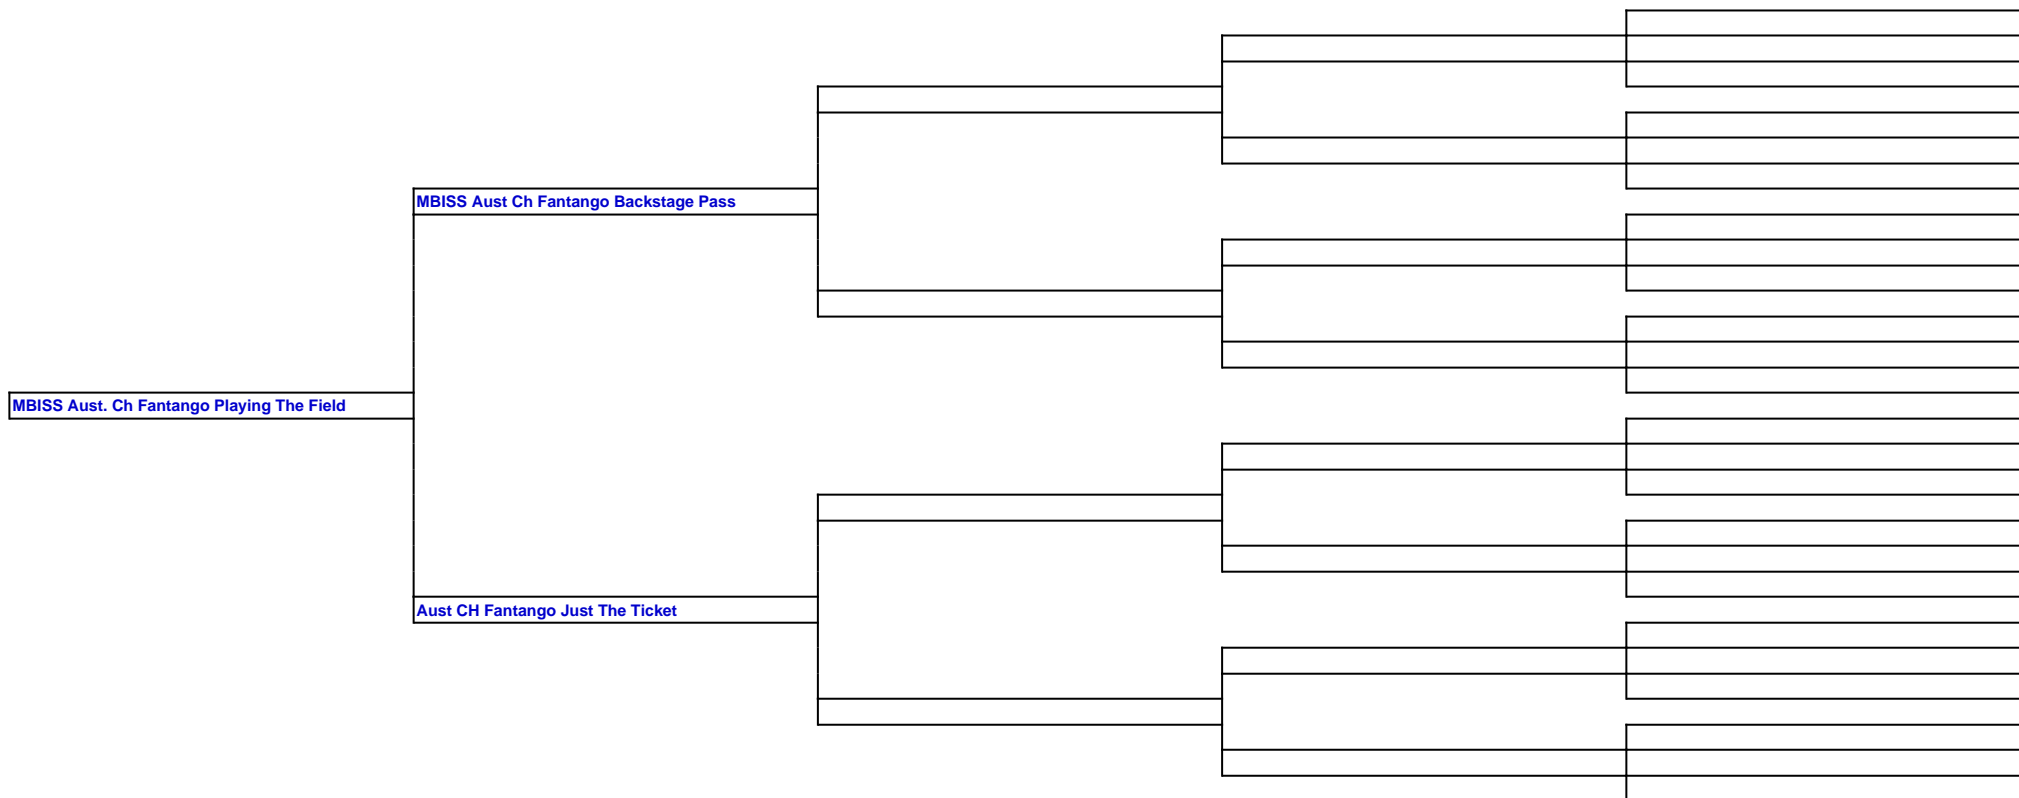 MBISS Aust Ch Fantango Backstage Pass
MBISS Aust. Ch Fantango Playing The Field
Aust CH Fantango Just The Ticket